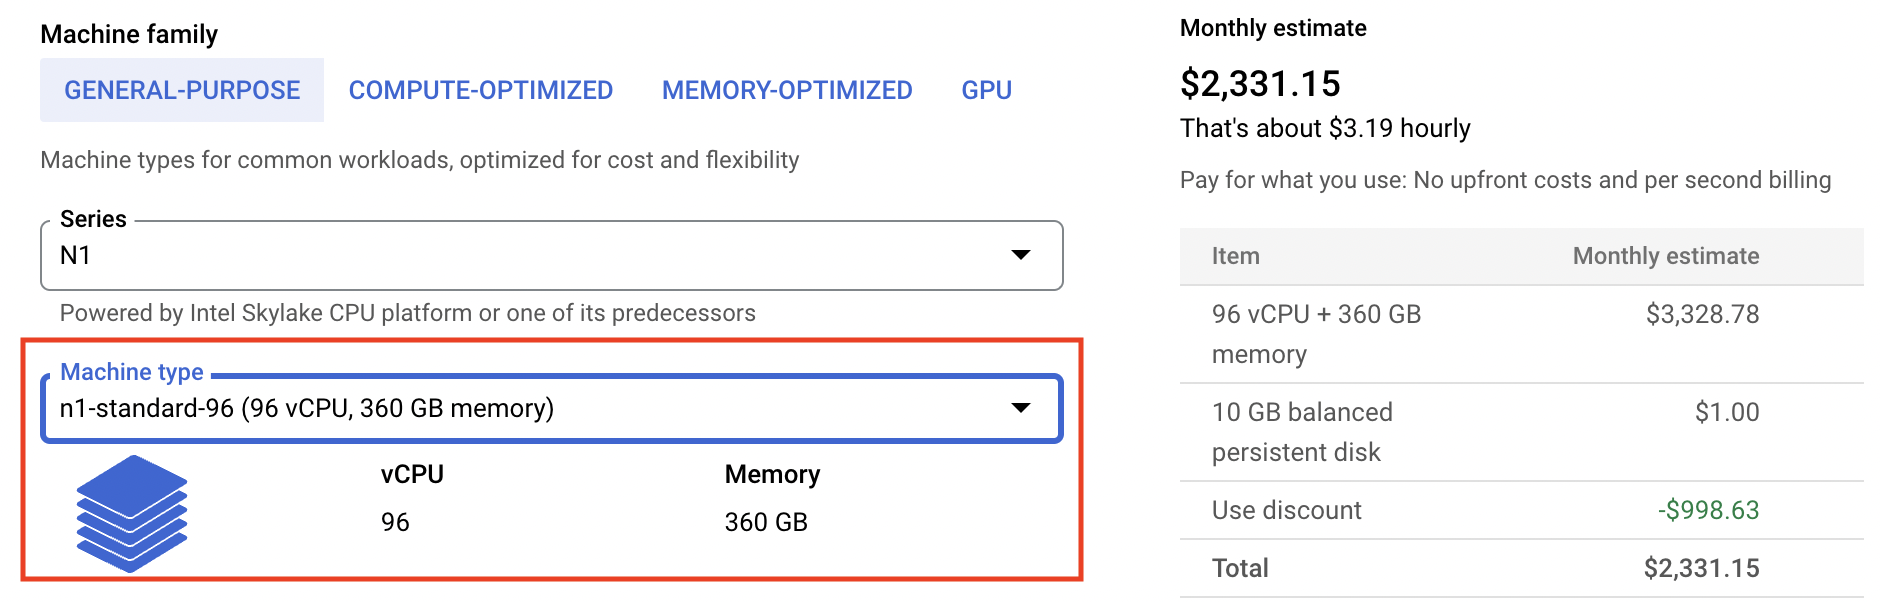 Machine family
GENERAL-PURPOSE COMPUTE-OPTIMIZED MEMORY-OPTIMIZED GPU
Machine types for common workloads, optimized for cost and flexibility
Series
N1
Powered by Intel Skylake CPU platform or one of its predecessors
Machine type
n1-standard-96 (96 vCPU, 360 GB memory)
vCPU Memory
96 360 GB
Monthly estimate
$2,331.15
That's about $3.19 hourly
Pay for what you use: No upfront costs and per second billing
Item Monthly estimate
96 vCPU + 360 GB $3,328.78
memory
10 GB balanced $1.00
persistent disk
Use discount -$998.63
Total $2,331.15